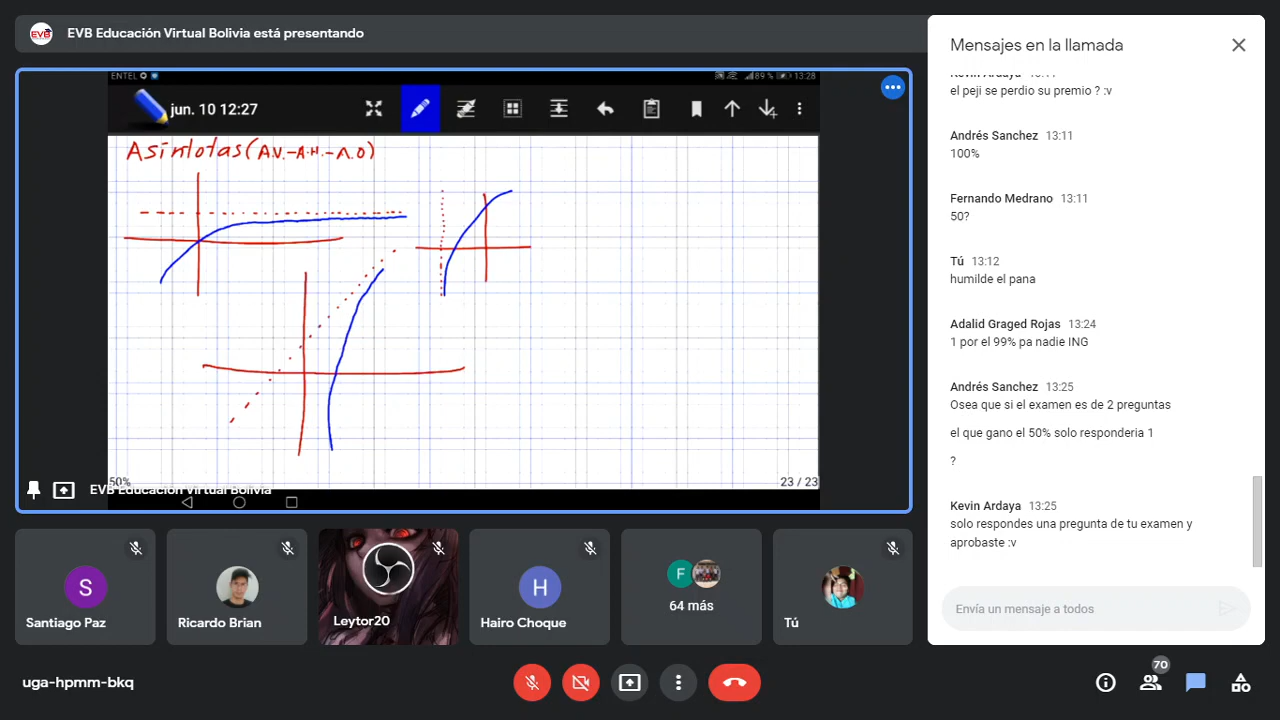 EVB Educación Virtual Bolivia está presentando
ENTEL
89 % 13:28
jun. 10 12:27
Asíntotas (A.V.-A.H.-A.O)
50%
23 / 23
EVB Educación Virtual Bolivia
Santiago Paz
Ricardo Brian
Leytor20
H
Hairo Choque
S
F
64 más
Tú
uga-hpmm-bkq
Mensajes en la llamada
Kevin Ardaya 13:11
el peji se perdio su premio ? :v
Andrés Sanchez 13:11
100%
Fernando Medrano 13:11
50?
Tú 13:12
humilde el pana
Adalid Graged Rojas 13:24
1 por el 99% pa nadie ING
Andrés Sanchez 13:25
Osea que si el examen es de 2 preguntas
el que gano el 50% solo responderia 1
?
Kevin Ardaya 13:25
solo respondes una pregunta de tu examen y
aprobaste :v
Envía un mensaje a todos
70